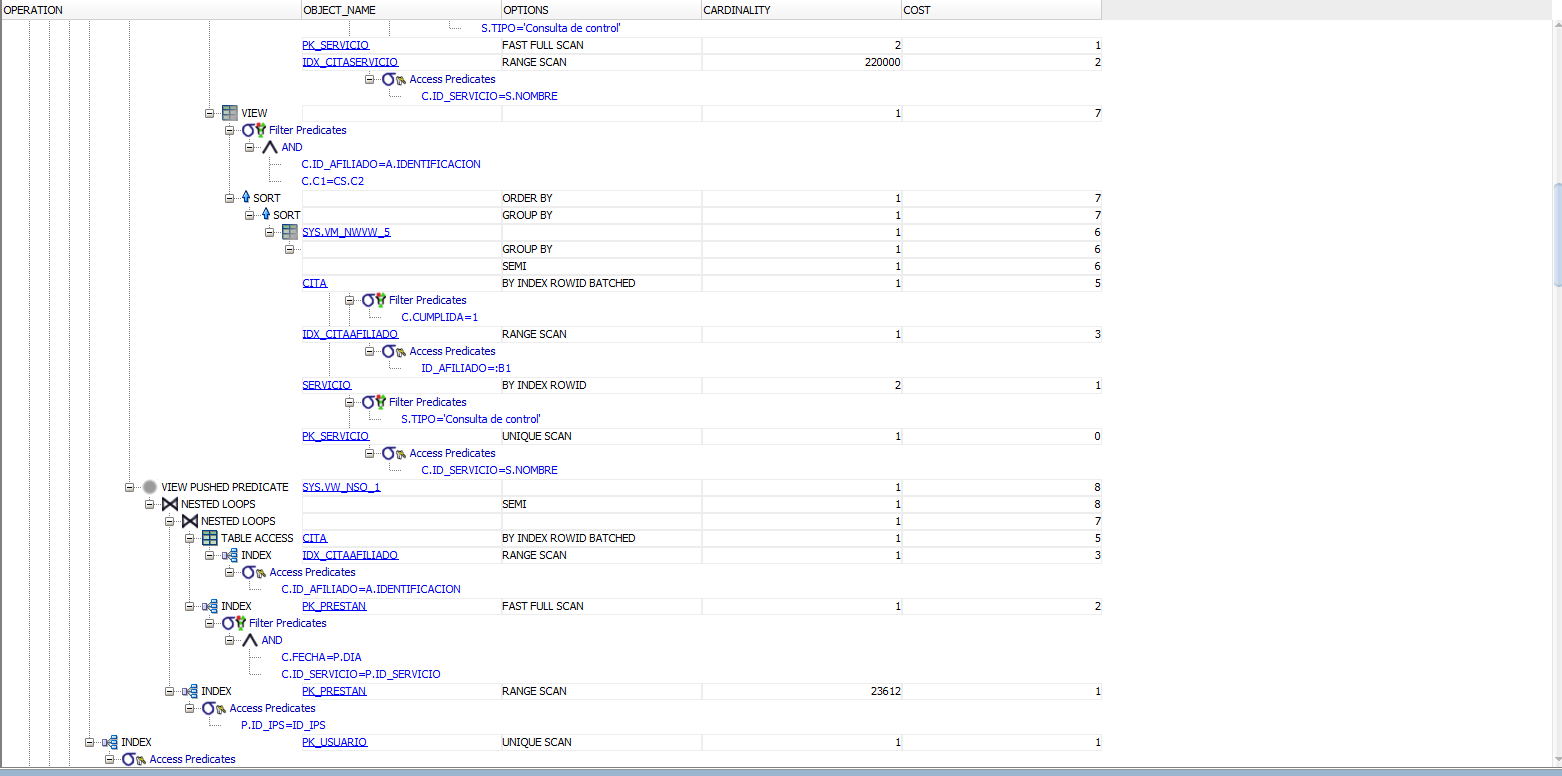 OPERATION OBJECT_NAME OPTIONS CARDINALITY COST
S.TIPO='Consulta de control'
PK_SERVICIO FAST FULL SCAN 2 1
IDX_CITASERVICIO RANGE SCAN 220000 2
Access Predicates
C.ID_SERVICIO=S.NOMBRE
VIEW 1 7
Filter Predicates
AND
C.ID_AFILIADO=A.IDENTIFICACION
C.C1=CS.C2
SORT ORDER BY 1 7
SORT GROUP BY 1 7
SYS.VM_NWVW_5 1 6
GROUP BY 1 6
SEMI 1 6
CITA BY INDEX ROWID BATCHED 1 5
Filter Predicates
C.CUMPLIDA=1
IDX_CITAAFILIADO RANGE SCAN 1 3
Access Predicates
ID_AFILIADO=:B1
SERVICIO BY INDEX ROWID 2 1
Filter Predicates
S.TIPO='Consulta de control'
PK_SERVICIO UNIQUE SCAN 1 0
Access Predicates
C.ID_SERVICIO=S.NOMBRE
VIEW PUSHED PREDICATE SYS.VW_NSO_1 1 8
NESTED LOOPS SEMI 1 8
NESTED LOOPS 1 7
TABLE ACCESS CITA BY INDEX ROWID BATCHED 1 5
INDEX IDX_CITAAFILIADO RANGE SCAN 1 3
Access Predicates
C.ID_AFILIADO=A.IDENTIFICACION
INDEX PK_PRESTAN FAST FULL SCAN 1 2
Filter Predicates
AND
C.FECHA=P.DIA
C.ID_SERVICIO=P.ID_SERVICIO
INDEX PK_PRESTAN RANGE SCAN 23612 1
Access Predicates
P.ID_IPS=ID_IPS
INDEX PK_USUARIO UNIQUE SCAN 1 1
Access Predicates